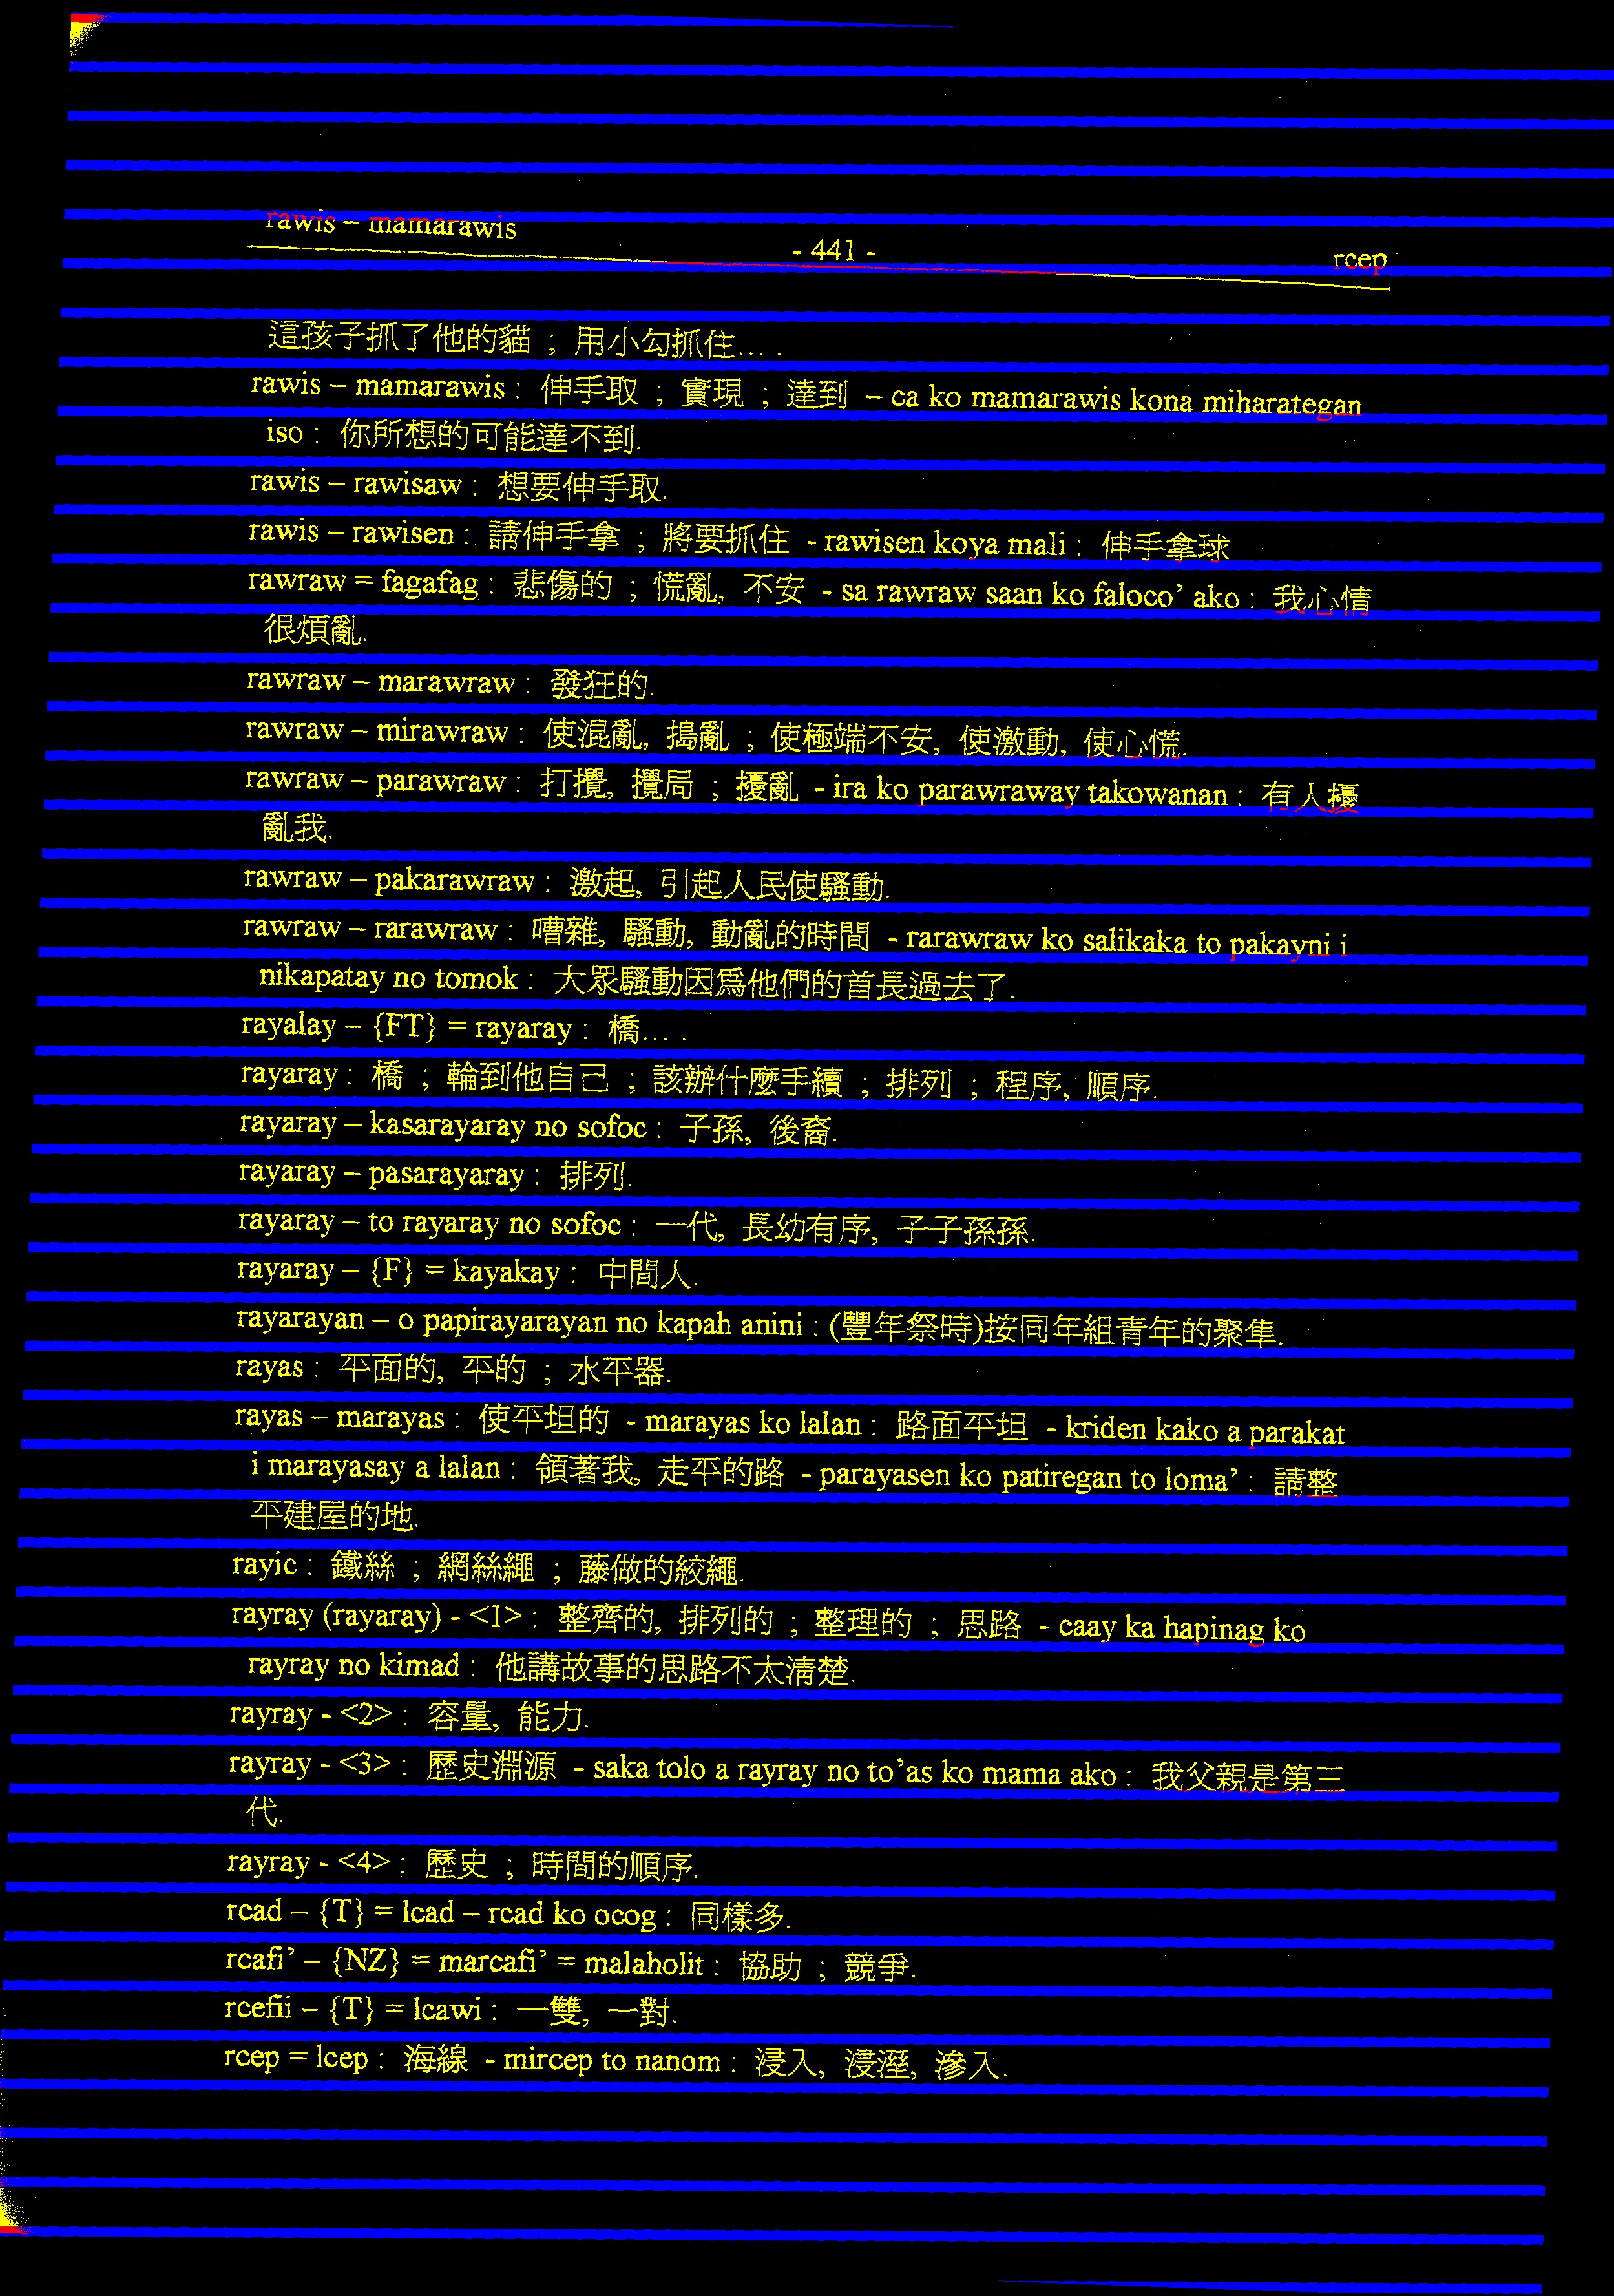 rawis – mamarawis
- 441 -
rcep
這孩子抓了他的貓 ; 用小勾抓住... .
rawis – mamarawis : 伸手取 ; 實現 ; 達到 – ca ko mamarawis kona miharategan
iso : 你所想的可能達不到.
rawis – rawisaw : 想要伸手取.
rawis – rawisen : 請伸手拿 ; 將要抓住 - rawisen koya mali : 伸手拿球
rawraw = fagafag : 悲傷的 ; 慌亂, 不安 - sa rawraw saan ko faloco’ ako : 我心情
很煩亂.
rawraw – marawraw : 發狂的.
rawraw – mirawraw : 使混亂, 搗亂 ; 使極端不安, 使激動, 使心慌.
rawraw – parawraw : 打攪, 攪局 ; 擾亂 - ira ko parawraway takowanan : 有人擾
亂我.
rawraw – pakarawraw : 激起, 引起人民使騷動.
rawraw – rarawraw : 嘈雜, 騷動, 動亂的時間 - rarawraw ko salikaka to pakayni i
nikapatay no tomok : 大眾騷動因為他們的首長過去了.
rayalay – {FT} = rayaray : 橋... .
rayaray : 橋 ; 輪到他自己 ; 該辦什麼手續 ; 排列 ; 程序, 順序.
rayaray – kasarayaray no sofoc : 子孫, 後裔.
rayaray – pasarayaray : 排列.
rayaray – to rayaray no sofoc : 一代, 長幼有序, 子子孫孫.
rayaray – {F} = kayakay : 中間人.
rayarayan – o papirayarayan no kapah anini : (豐年祭時)按同年組青年的聚隼.
rayas : 平面的, 平的 ; 水平器.
rayas – marayas : 使平坦的 - marayas ko lalan : 路面平坦 - kriden kako a parakat
i marayasay a lalan : 領著我, 走平的路 - parayasen ko patiregan to loma’ : 請整
平建屋的地.
rayic : 鐵絲 ; 網絲繩 ; 藤做的絞繩.
rayray (rayaray) - <1> : 整齊的, 排列的 ; 整理的 ; 思路 - caay ka hapinag ko
rayray no kimad : 他講故事的思路不太清楚.
rayray - <2> : 容量, 能力.
rayray - <3> : 歷史淵源 - saka tolo a rayray no to’as ko mama ako : 我父親是第三
代.
rayray - <4> : 歷史 ; 時間的順序.
rcad – {T} = lcad – rcad ko ocog : 同樣多.
rcafi’ – {NZ} = marcafi’ = malaholit : 協助 ; 競爭.
rcefii – {T} = lcawi : 一雙, 一對.
rcep = lcep : 海線 - mircep to nanom : 浸入, 浸溼, 滲入.